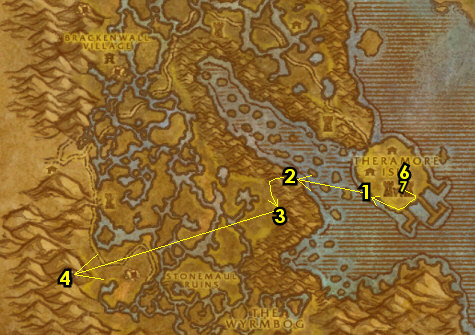 BRACKENWALL
VILLAGE
THERAMORE
ISLE
6
7
1
2
3
4
STONEMAUL
RUINS
THE
WYRMBOG